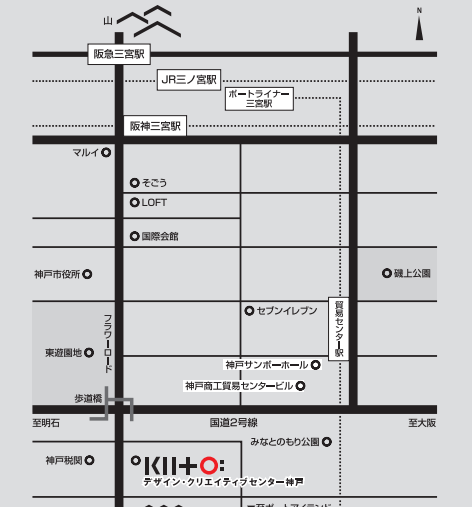 山
N
阪急三宮駅
JR三ノ宮駅
ポートライナー
三宮駅
阪神三宮駅
マルイ
そごう
LOFT
国際会館
神戸市役所
磯上公園
セブンイレブン
貿易センター駅
フラワーロード
東遊園地
神戸サンボーホール
神戸商工貿易センタービル
歩道橋
至明石
国道2号線
至大阪
みなとのもり公園
神戸税関
KIITO:
デザイン・クリエイティブセンター神戸